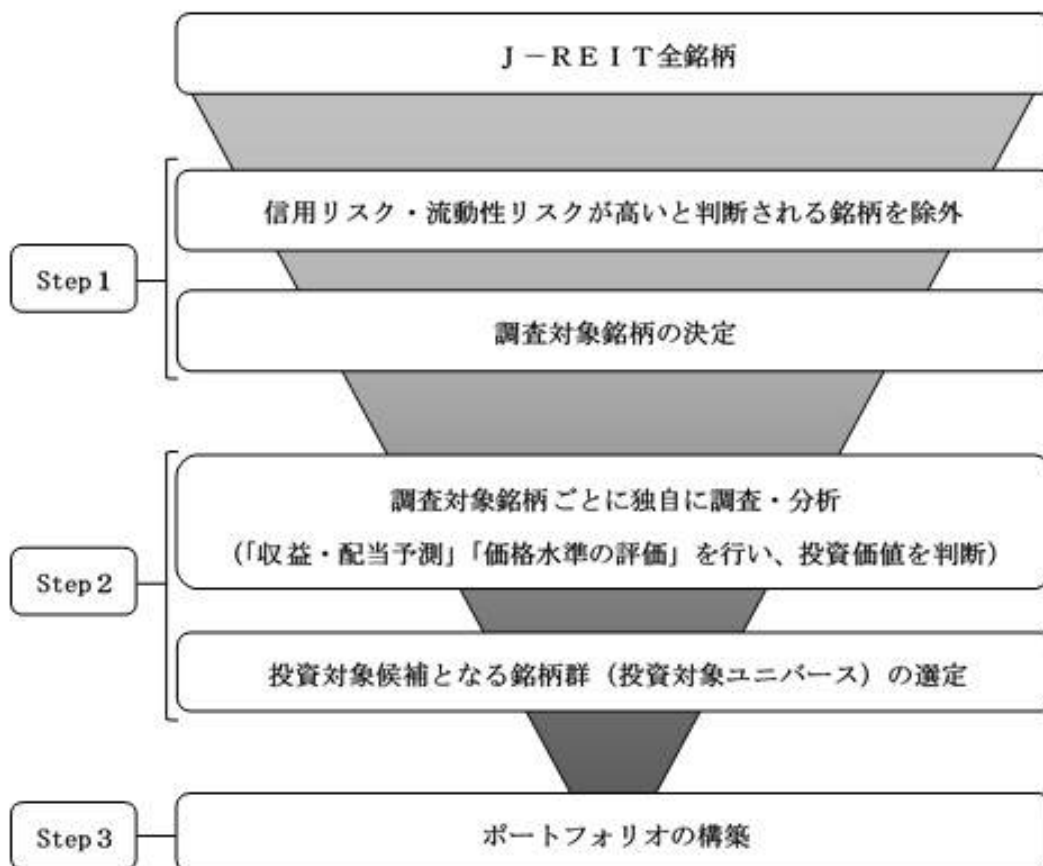 J－REIT全銘柄
信用リスク・流動性リスクが高いと判断される銘柄を除外
Step1
調査対象銘柄の決定
調査対象銘柄ごとに独自に調査・分析
（「収益・配当予測」「価格水準の評価」を行い、投資価値を判断）
Step2
投資対象候補となる銘柄群（投資対象ユニバース）の選定
Step3
ポートフォリオの構築